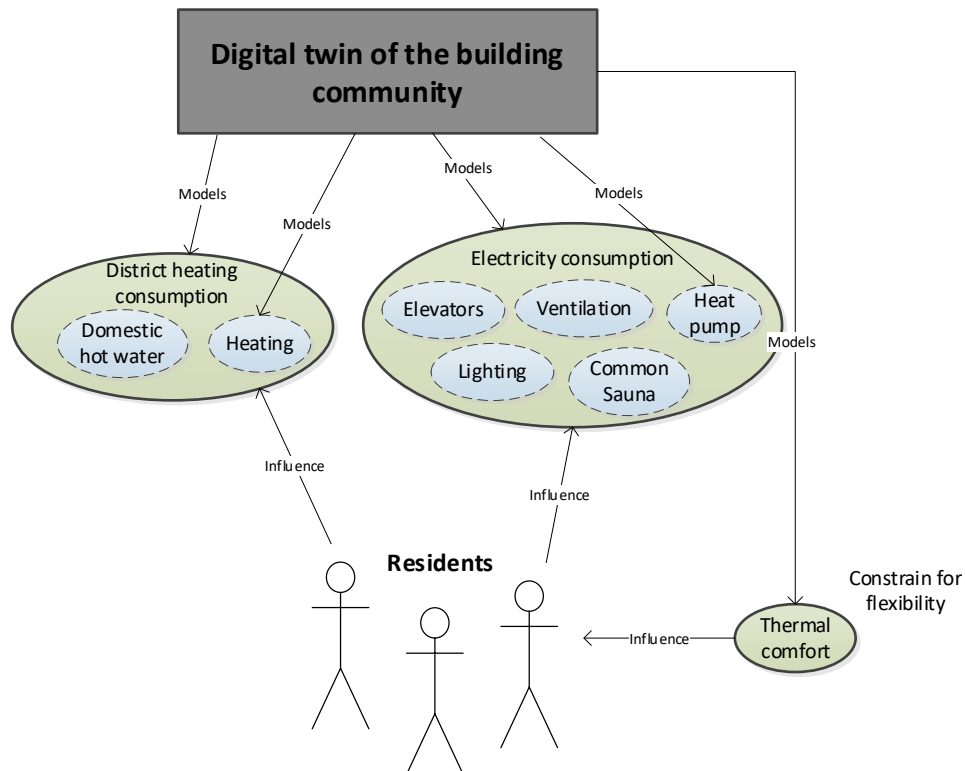 Digital twin of the building
community
Models
Models
Models
Models
Models
District heating
consumption
Domestic
hot water
Heating
Electricity consumption
Elevators
Ventilation
Heat
pump
Lighting
Common
Sauna
Influence
Influence
Residents
Influence
Thermal
comfort
Constrain for
flexibility